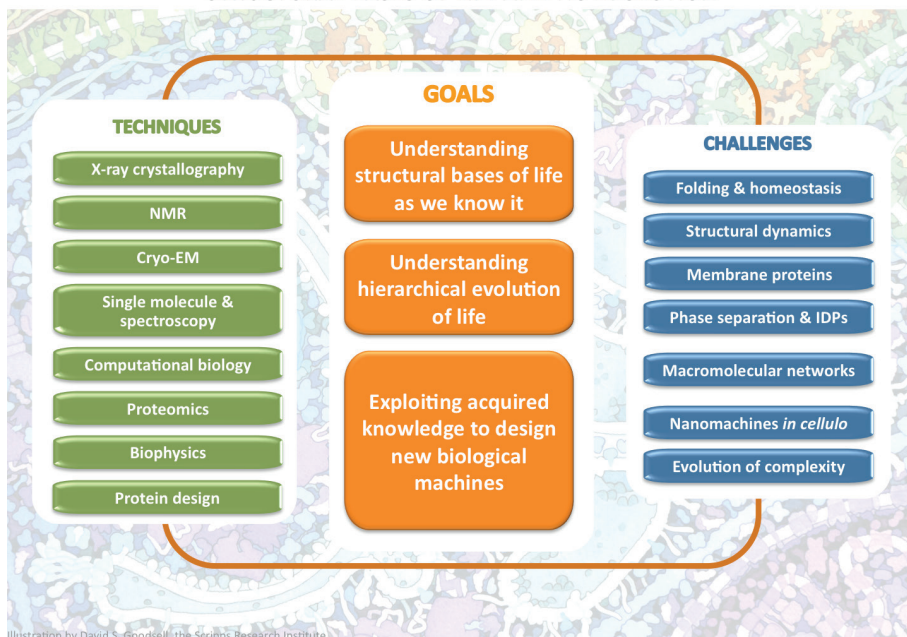 TECHNIQUES
X-ray crystallography
NMR
Cryo-EM
Single molecule &
spectroscopy
Computational biology
Proteomics
Biophysics
Protein design
GOALS
Understanding
structural bases of life
as we know it
Understanding
hierarchical evolution
of life
Exploiting acquired
knowledge to design
new biological
machines
CHALLENGES
Folding & homeostasis
Structural dynamics
Membrane proteins
Phase separation & IDPs
Macromolecular networks
Nanomachines in cellulo
Evolution of complexity
Illustration by David S. Goodsell, the Scripps Research Institute